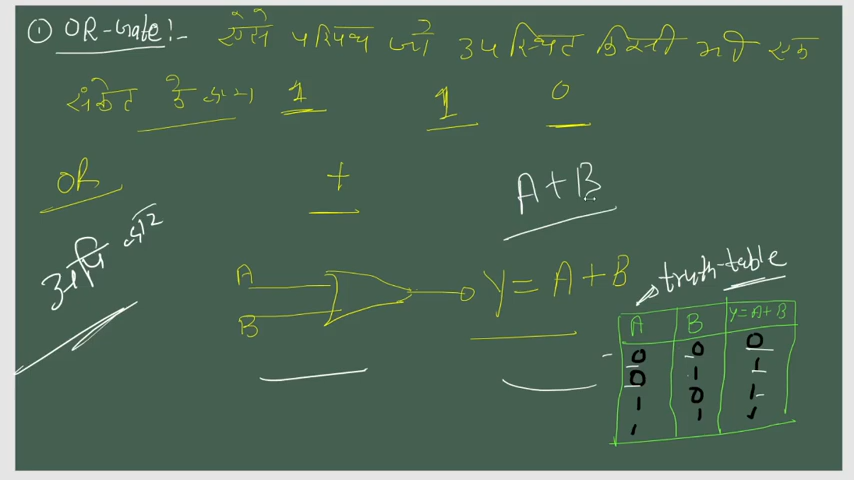 ① OR-Gate!- ऐसे परिपथ जो उपस्थित किसी भी एक
संकेत के 1 1 0
OR + A+B
A
B
Y = A + B
truth-table
A B Y=A+B
0 0 0
0 1 1
1 0 1
1 1 1